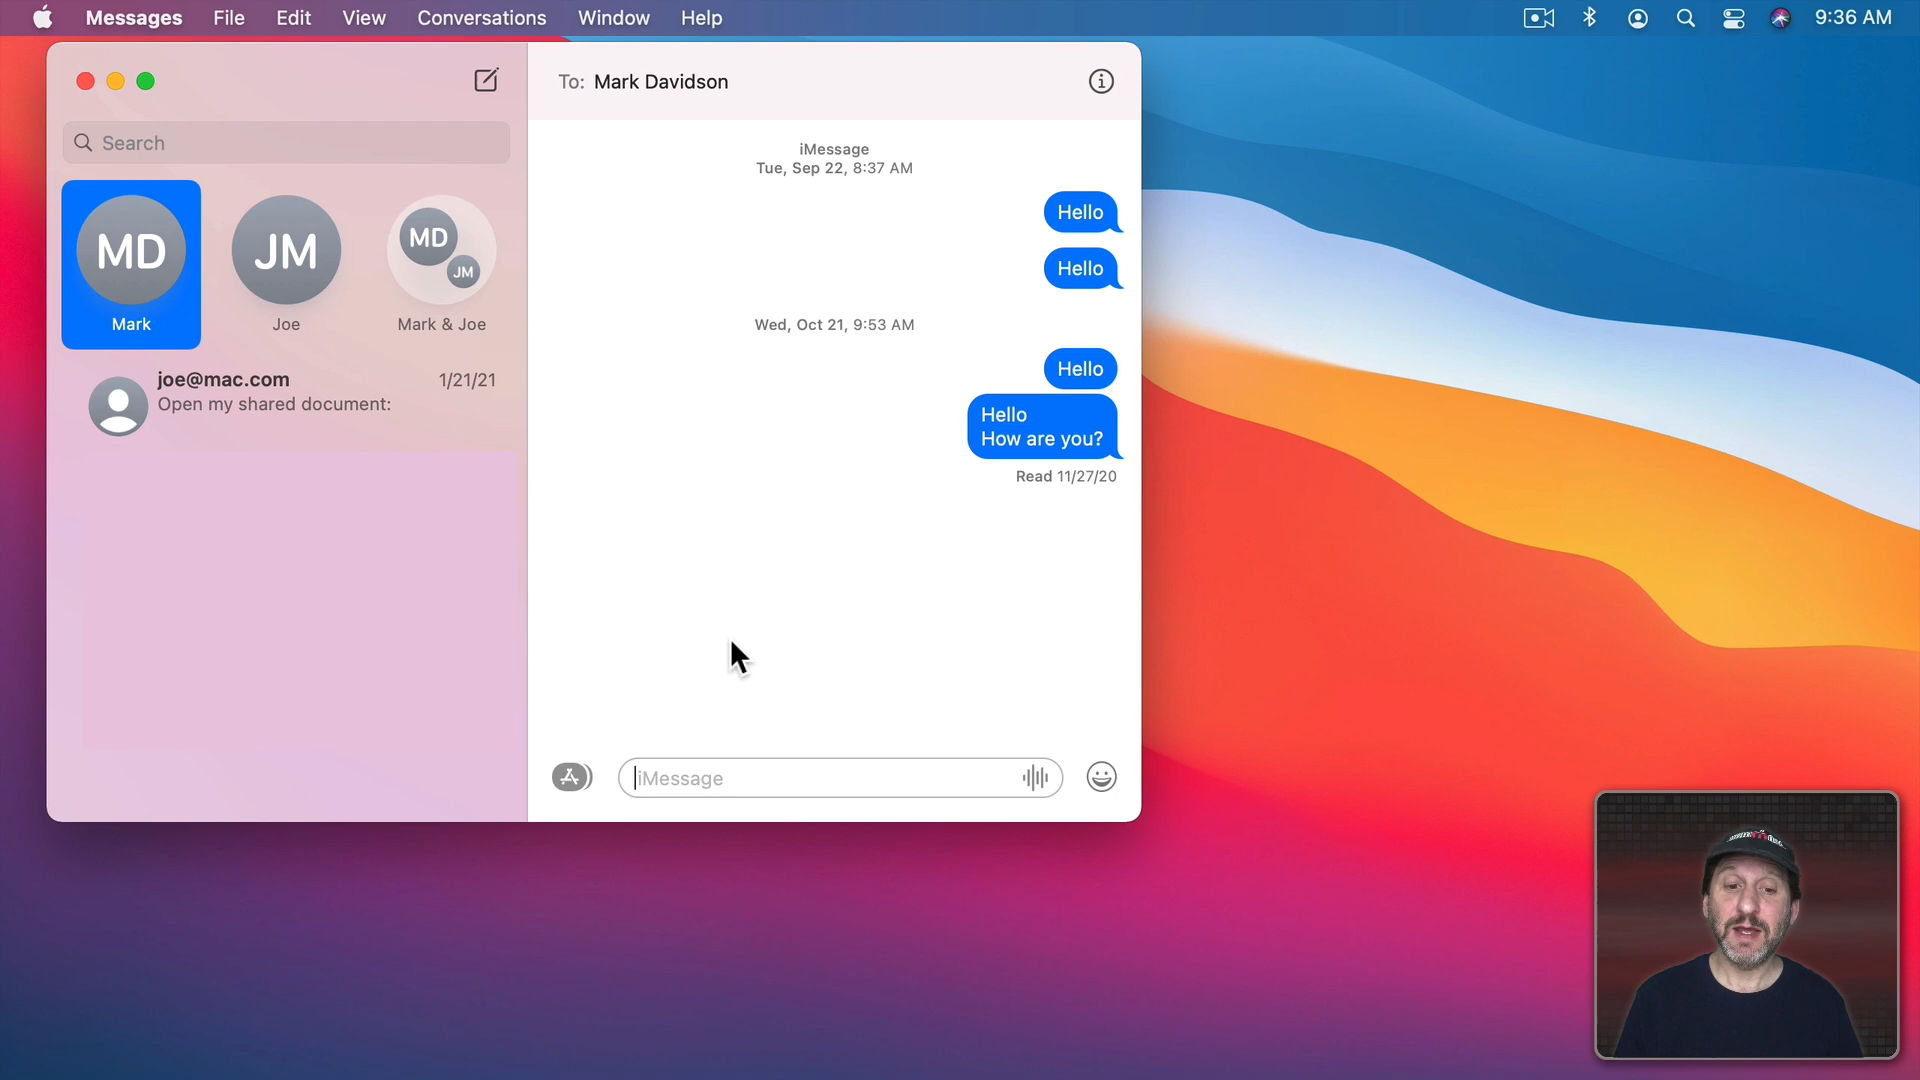 Messages File Edit View Conversations Window Help 9:36 AM
Search
MD JM MD JM
Mark Joe Mark & Joe
joe@mac.com 1/21/21
Open my shared document:
To: Mark Davidson
iMessage
Tue, Sep 22, 8:37 AM
Hello
Hello
Wed, Oct 21, 9:53 AM
Hello
Hello
How are you?
Read 11/27/20
iMessage